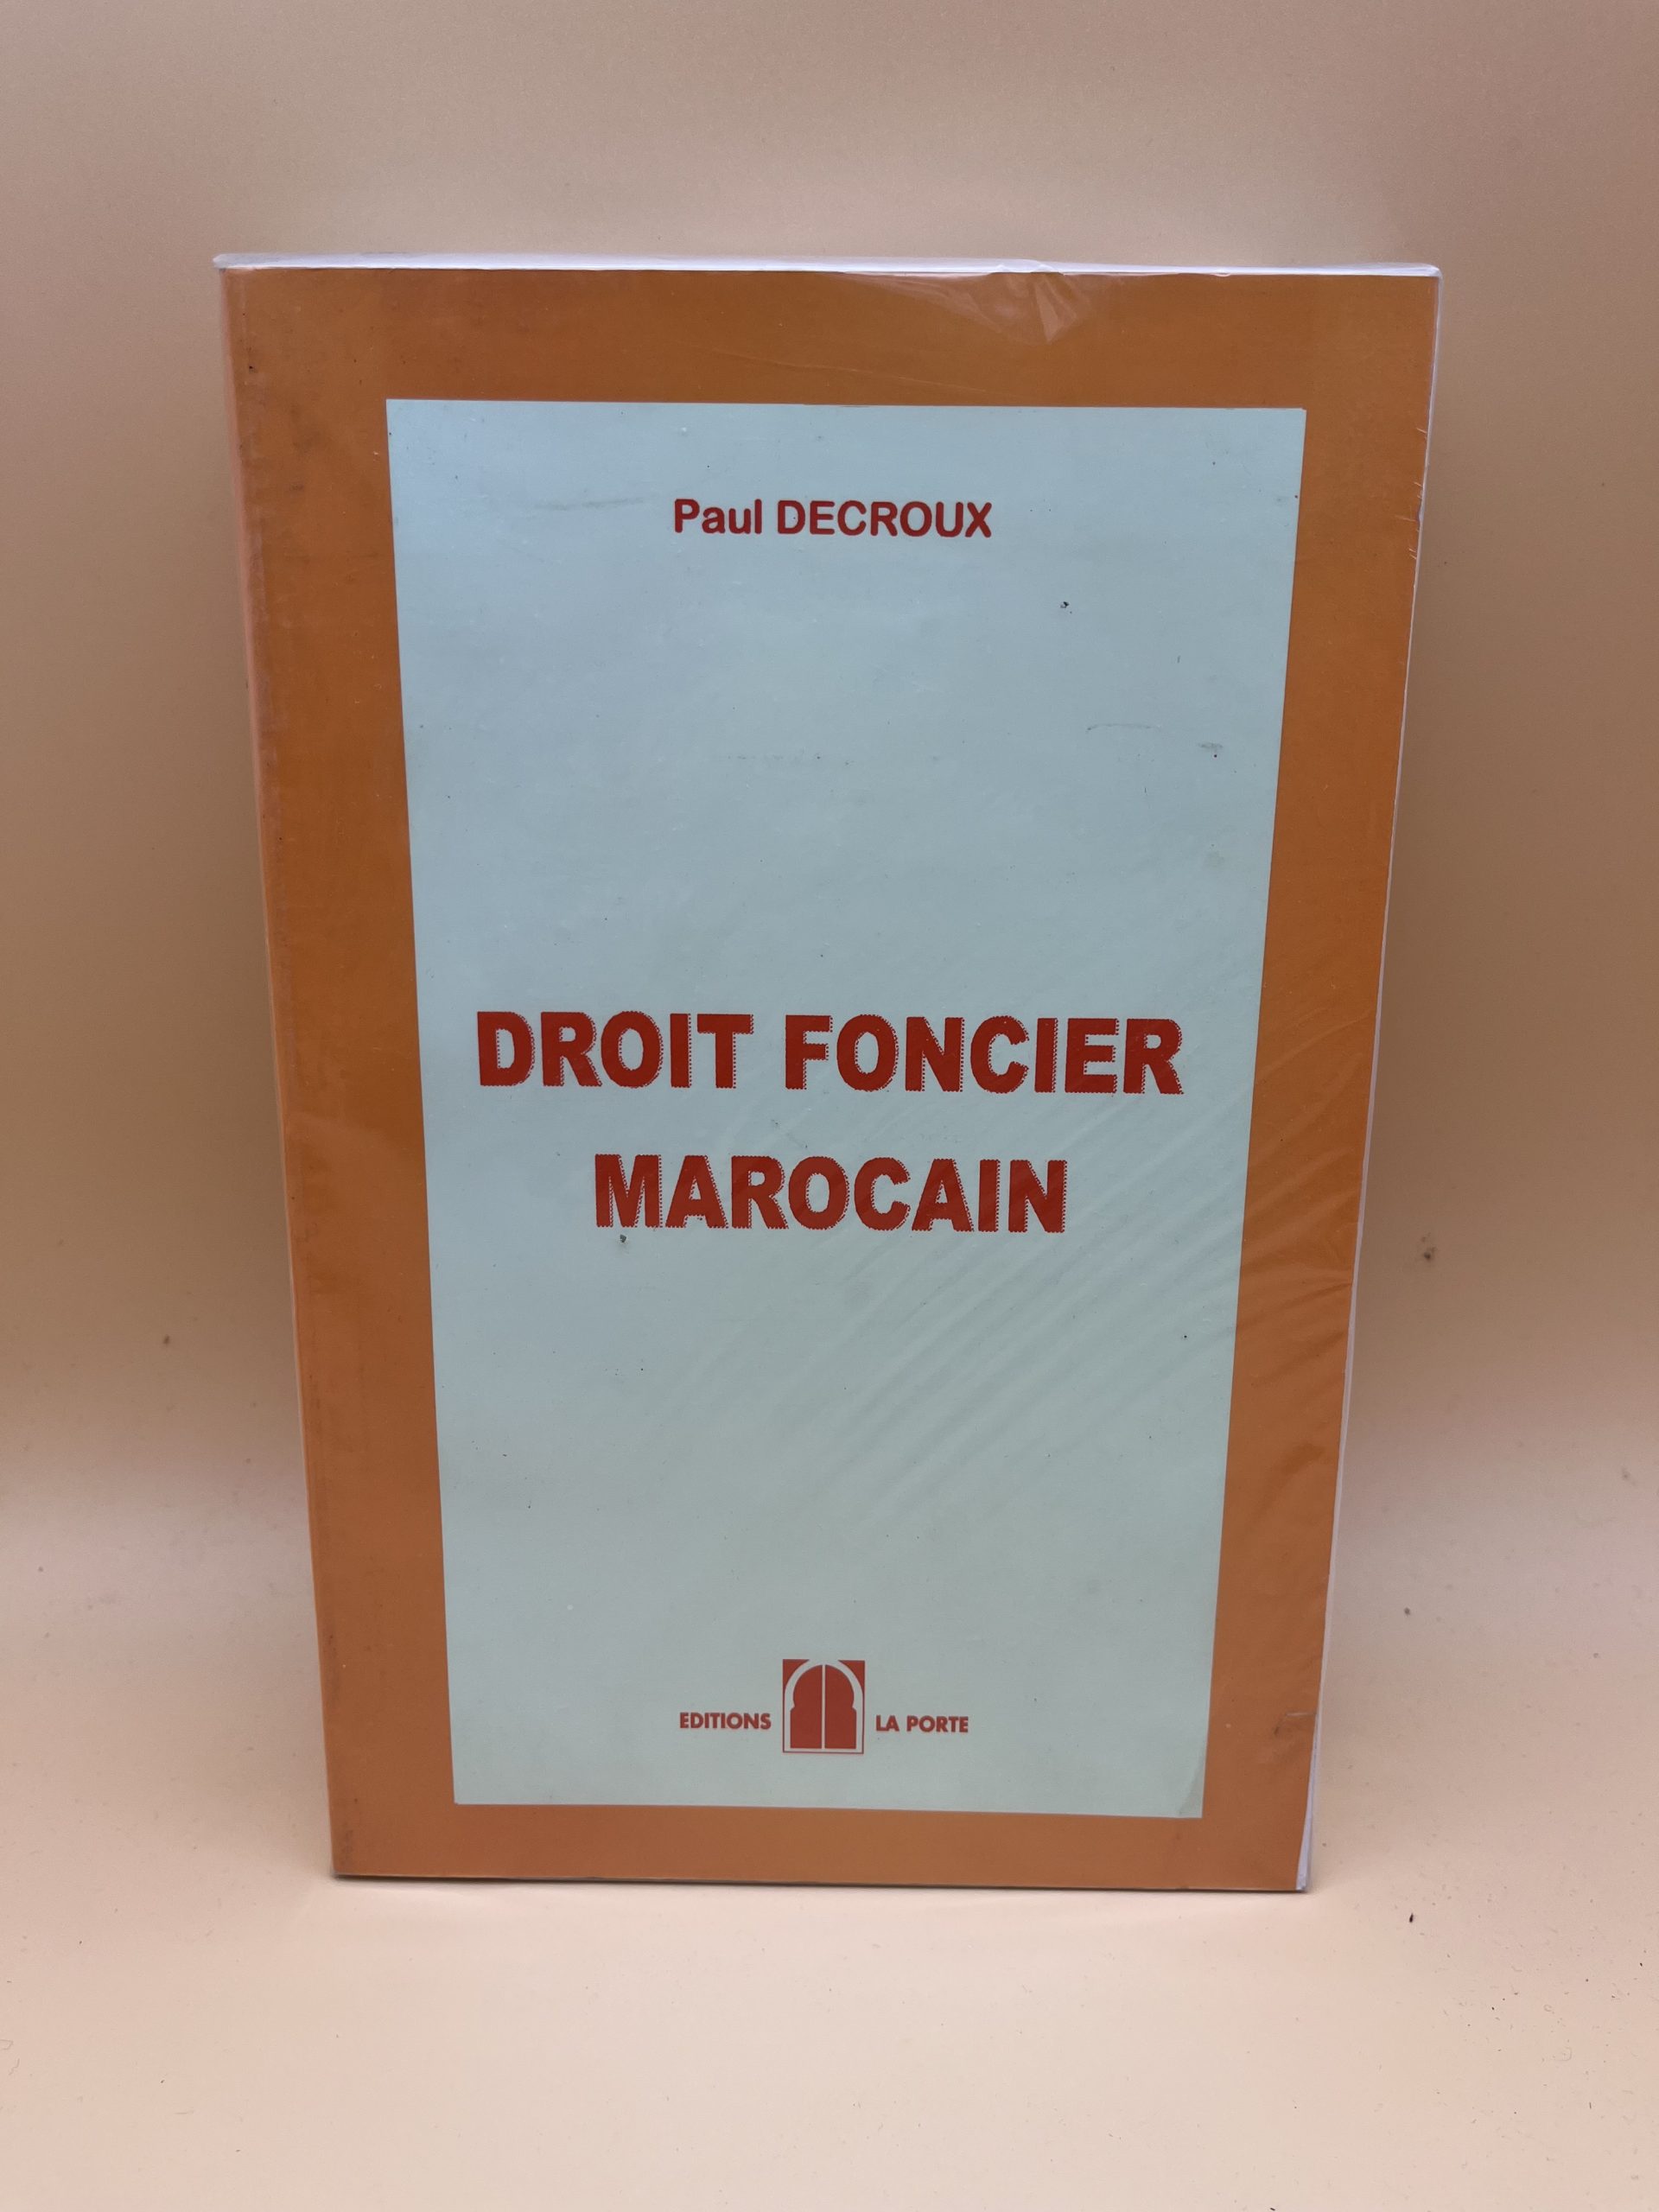 Paul DECROUX
DROIT FONCIER
MAROCAIN
EDITIONS LA PORTE